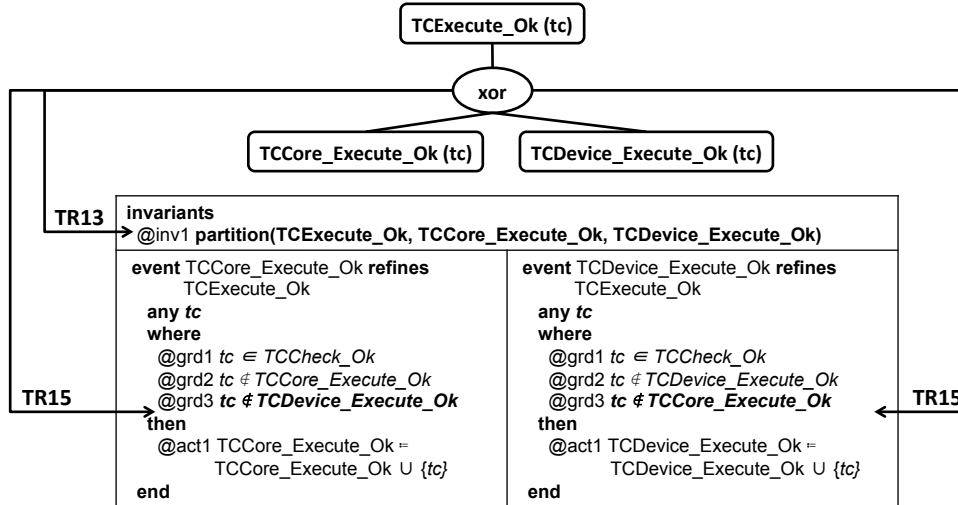 TCExecute_Ok (tc)
xor
TCCore_Execute_Ok (tc)
TCDevice_Execute_Ok (tc)
TR13
invariants
@inv1 partition(TCExecute_Ok, TCCore_Execute_Ok, TCDevice_Execute_Ok)
event TCCore_Execute_Ok refines
TCExecute_Ok
any tc
where
@grd1 tc ∈ TCCheck_Ok
@grd2 tc ∉ TCCore_Execute_Ok
@grd3 tc ∉ TCDevice_Execute_Ok
then
@act1 TCCore_Execute_Ok ≔
TCCore_Execute_Ok ∪ {tc}
end
event TCDevice_Execute_Ok refines
TCExecute_Ok
any tc
where
@grd1 tc ∈ TCCheck_Ok
@grd2 tc ∉ TCDevice_Execute_Ok
@grd3 tc ∉ TCCore_Execute_Ok
then
@act1 TCDevice_Execute_Ok ≔
TCDevice_Execute_Ok ∪ {tc}
end
TR15
TR15